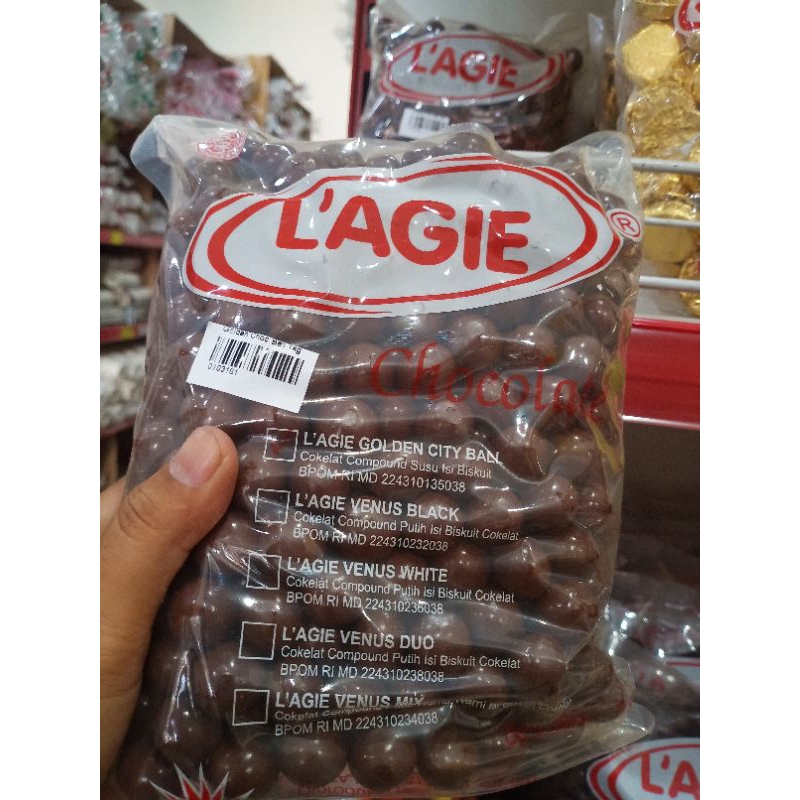 L'AGIE
L'AGIE
®
0103181
Chocolate
L'AGIE GOLDEN CITY BALL
Cokelat Compound Susu Isi Biskuit
BPOM RI MD 224310135038
L'AGIE VENUS BLACK
Cokelat Compound Putih Isi Biskuit Cokelat
BPOM RI MD 224310232038
L'AGIE VENUS WHITE
Cokelat Compound Putih Isi Biskuit Cokelat
BPOM RI MD 224310236038
L'AGIE VENUS DUO
Cokelat Compound Putih Isi Biskuit Cokelat
BPOM RI MD 224310238038
L'AGIE VENUS MIX
Cokelat Compound
BPOM RI MD 224310234038
L'A